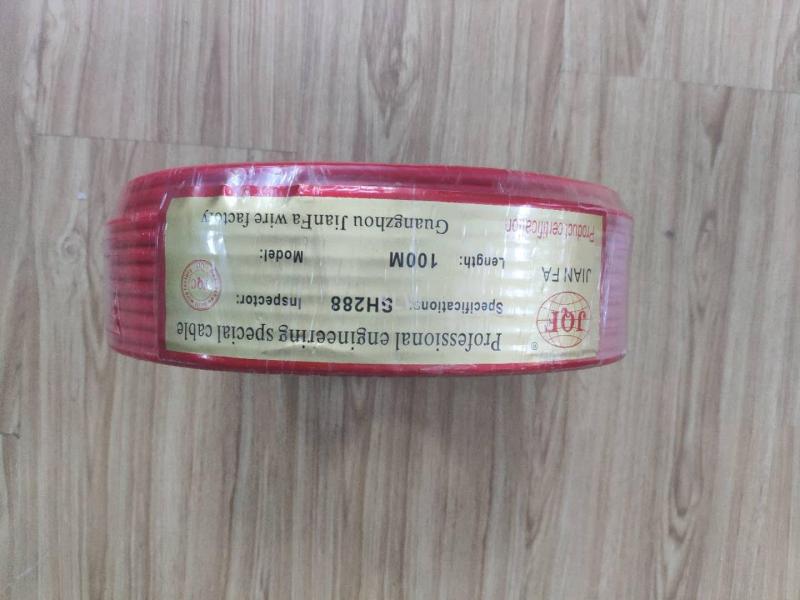 Professional engineering special cable
JQF
®
JIAN FA
Product certification
Specifications: SH288 Inspector:
Length: 100M Model:
Guangzhou JianFa wire factory